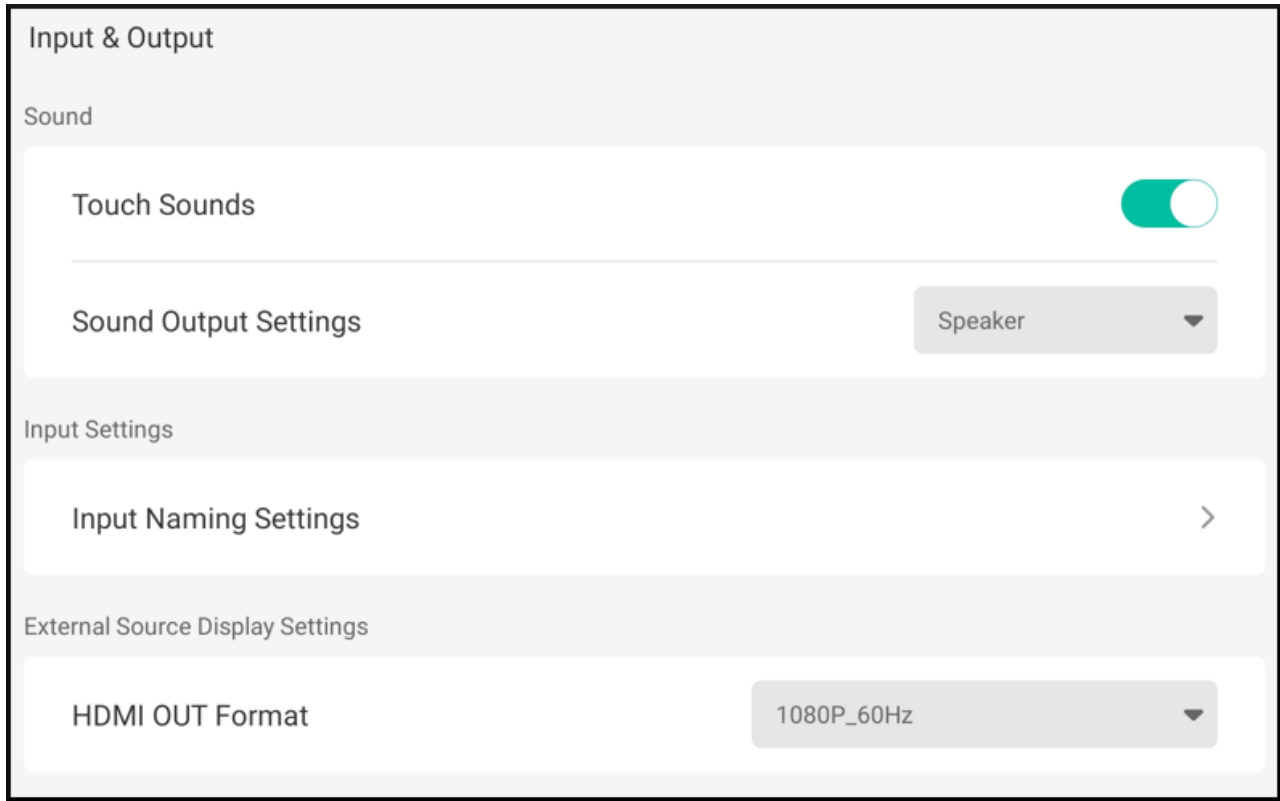 Input & Output
Sound
Touch Sounds
Sound Output Settings
Speaker
Input Settings
Input Naming Settings
External Source Display Settings
HDMI OUT Format
1080P_60Hz